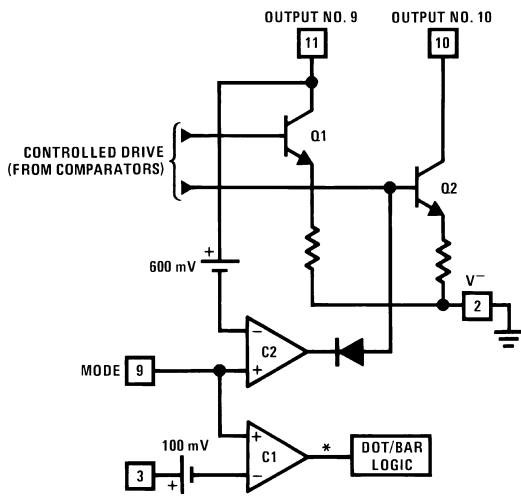 OUTPUT NO. 9
OUTPUT NO. 10
11
10
Q1
CONTROLLED DRIVE
(FROM COMPARATORS)
Q2
+
600 mV
V−
2
−
C2
+
MODE
9
100 mV
+
C1
−
*
DOT/BAR
LOGIC
3
+